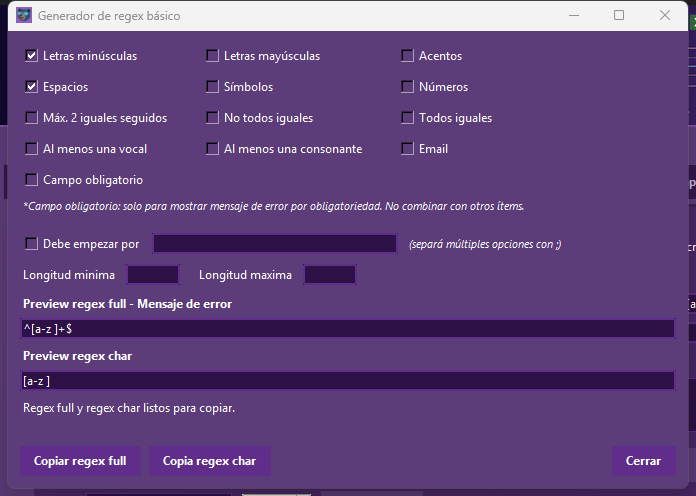 Generador de regex básico
Letras minúsculas Letras mayúsculas Acentos
Espacios Símbolos Números
Máx. 2 iguales seguidos No todos iguales Todos iguales
Al menos una vocal Al menos una consonante Email
Campo obligatorio
*Campo obligatorio: solo para mostrar mensaje de error por obligatoriedad. No combinar con otros ítems.
Debe empezar por (separá múltiples opciones con ;)
Longitud minima Longitud maxima
Preview regex full - Mensaje de error
^[a-z ]+$
Preview regex char
[a-z ]
Regex full y regex char listos para copiar.
Copiar regex full Copia regex char Cerrar